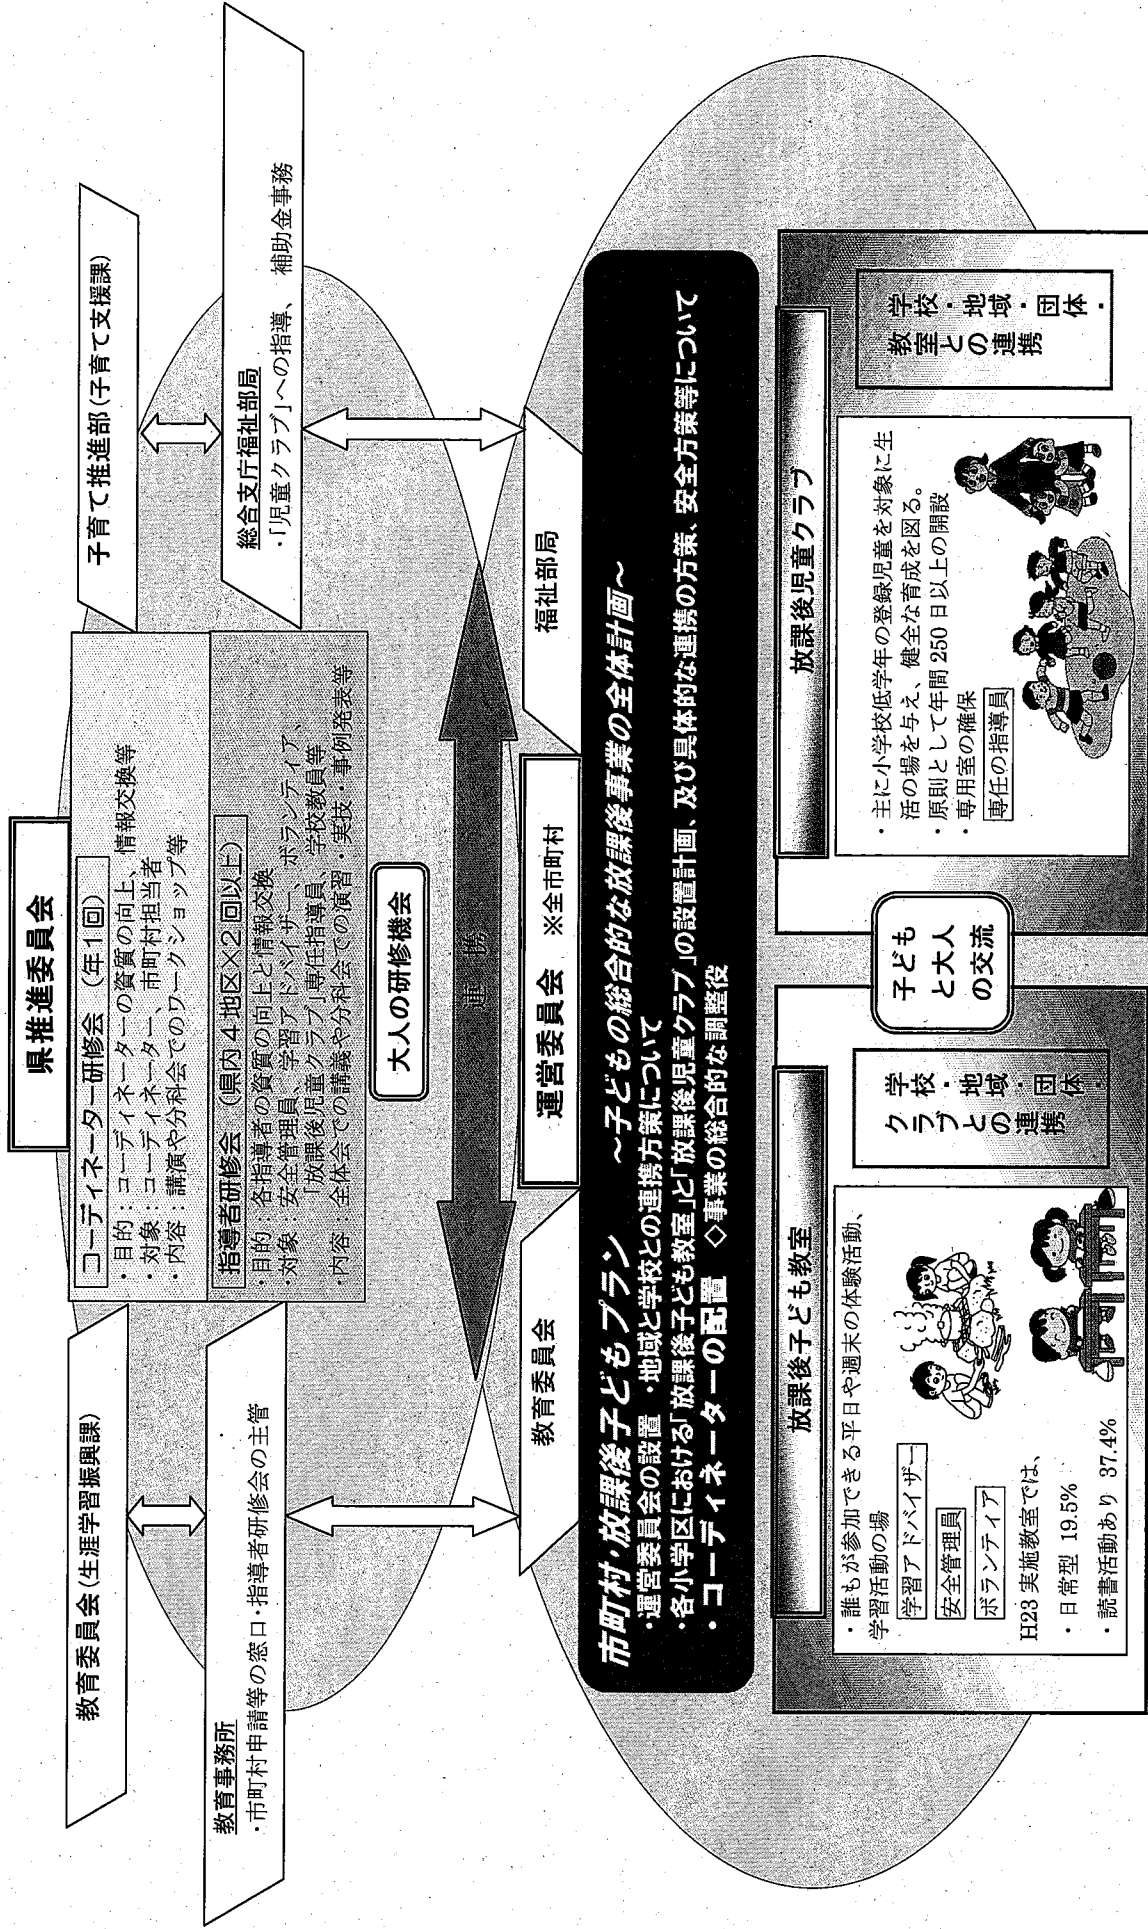 県推進委員会
コーディネーター研修会　（年１回）
・目的：コーディネーターの資質の向上、情報交換等
・対象：コーディネーター、市町村担当者
・内容：講演や分科会でのワークショップ等
指導者研修会（県内４地区×２回以上）
・目的：各指導者の資質の向上と情報交換
対象：安全管理員、学習アドバイザー、ボランティア、
「放課後児童クラブ」専任指導員、学校教員等
・内容：全体会での講義や分科会での演習・実技・事例発表等
大人の研修機会
教育委員会（生涯学習振興課）
教育事務所
・市町村申請等の窓口・指導者研修会の主管
子育て推進部（子育て支援課）
総合支庁福祉部局
・「児童クラブ」への指導、　補助金事務
連　携
教育委員会
運営委員会　※全市町村
福祉部局
市町村・放課後子どもプラン　～子どもの総合的な放課後事業の全体計画～
・運営委員会の設置　・地域と学校との連携方策について
・各小学区における「放課後子ども教室」と「放課後児童クラブ」の設置計画、及び具体的な連携の方策、安全方策等について
・コーディネーターの配置　◇事業の総合的な調整役
放課後子ども教室
・誰もが参加できる平日や週末の体験活動、
学習活動の場
学習アドバイザー
安全管理員
ボランティア
H23 実施教室では、
・日常型 19.5%
・読書活動あり 37.4%
学校・地域・団体・
クラブとの連携
子ども
と大人
の交流
放課後児童クラブ
・主に小学校低学年の登録児童を対象に生
活の場を与え、健全な育成を図る。
・原則として年間 250 日以上の開設
・専用室の確保
専任の指導員
学校・地域・団体・
教室との連携